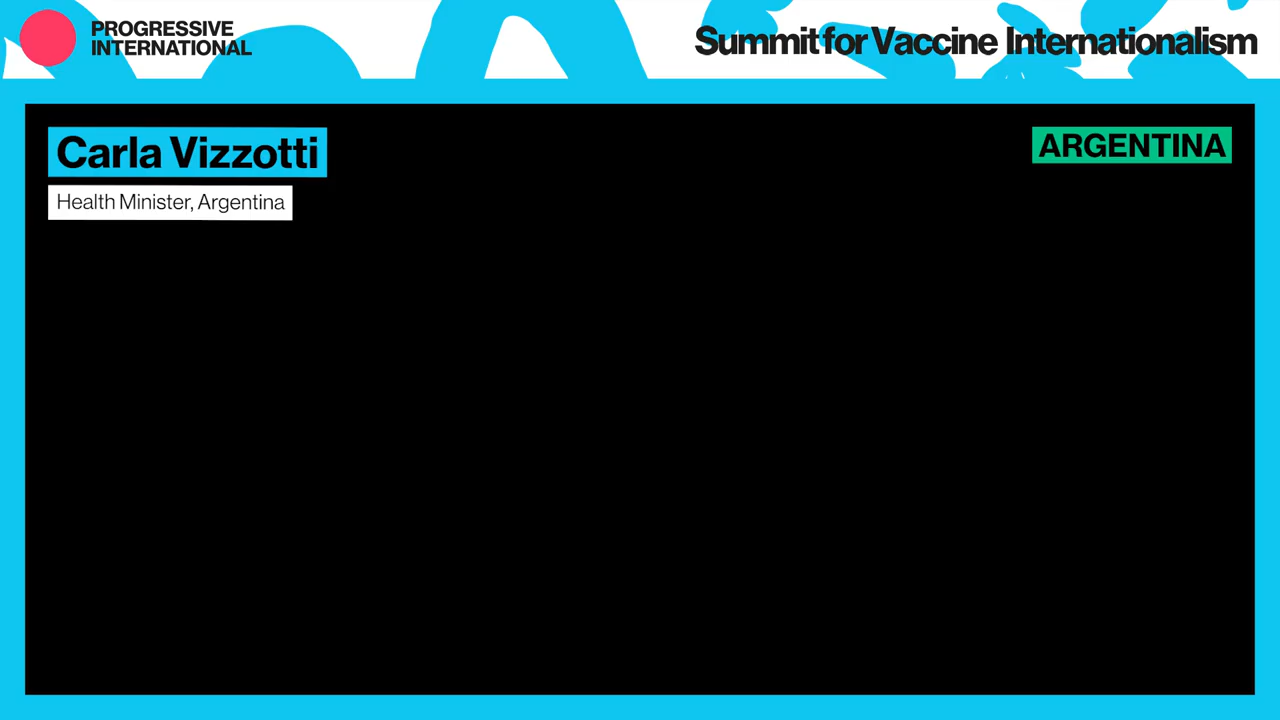 PROGRESSIVE
INTERNATIONAL
Summit for Vaccine Internationalism
Carla Vizzotti
ARGENTINA
Health Minister, Argentina